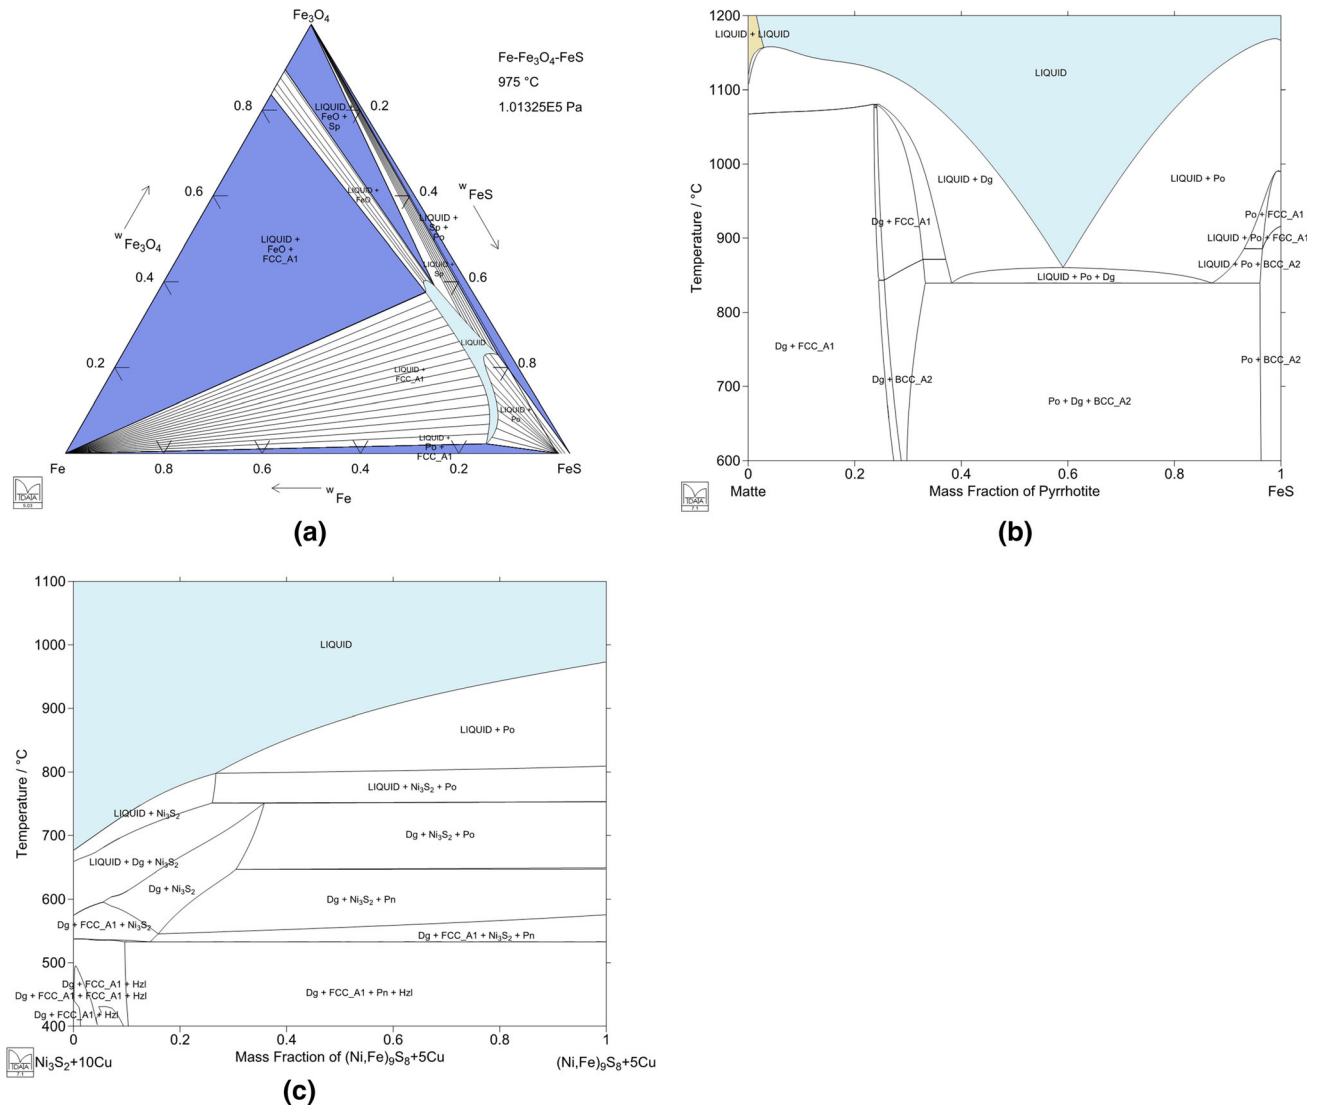 Fe₃O₄
Fe-Fe₃O₄-FeS
975 °C
1.01325E5 Pa
0.8
LIQUID +
FeO +
Sp
0.2
LIQUID +
FeO
0.6
0.4
w FeS
w Fe₃O₄
LIQUID +
Sp +
Po
LIQUID +
FeO +
FCC_A1
LIQUID +
Sp
0.4
0.6
LIQUID
0.2
LIQUID +
FCC_A1
0.8
LIQUID +
Po
LIQUID +
Po +
FCC_A1
Fe
0.8
0.6
0.4
0.2
FeS
w Fe
(a)
1200
LIQUID + LIQUID
LIQUID
1100
1000
LIQUID + Dg
LIQUID + Po
Dg + FCC_A1
Po + FCC_A1
900
LIQUID + Po + FCC_A1
LIQUID + Po + BCC_A2
LIQUID + Po + Dg
800
Dg + FCC_A1
Po + BCC_A2
700
Dg + BCC_A2
Po + Dg + BCC_A2
600
Temperature / °C
0
0.2
0.4
0.6
0.8
1
Matte
Mass Fraction of Pyrrhotite
FeS
7.1
(b)
1100
1000
LIQUID
900
LIQUID + Po
800
LIQUID + Ni₃S₂ + Po
LIQUID + Ni₃S₂
700
Dg + Ni₃S₂ + Po
LIQUID + Dg + Ni₃S₂
Dg + Ni₃S₂
600
Dg + Ni₃S₂ + Pn
Dg + FCC_A1 + Ni₃S₂
Dg + FCC_A1 + Ni₃S₂ + Pn
500
Dg + FCC_A1 + Hzl
Dg + FCC_A1 + FCC_A1 + Hzl
Dg + FCC_A1 + Pn + Hzl
Dg + FCC_A1 + Hzl
400
Temperature / °C
0
0.2
0.4
0.6
0.8
1
Ni₃S₂+10Cu
Mass Fraction of (Ni,Fe)₉S₈+5Cu
(Ni,Fe)₉S₈+5Cu
7.1
(c)